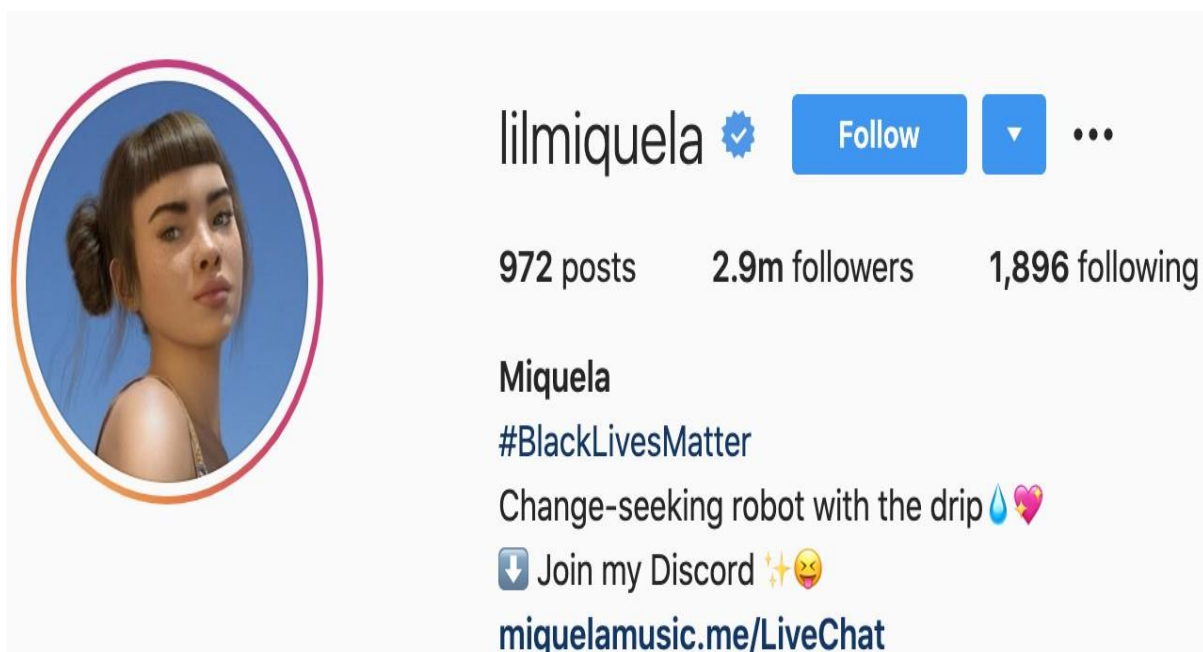 lilmiquela Follow
972 posts 2.9m followers 1,896 following
Miquela
#BlackLivesMatter
Change-seeking robot with the drip💧💖
⬇️ Join my Discord ✨😝
miquelamusic.me/LiveChat